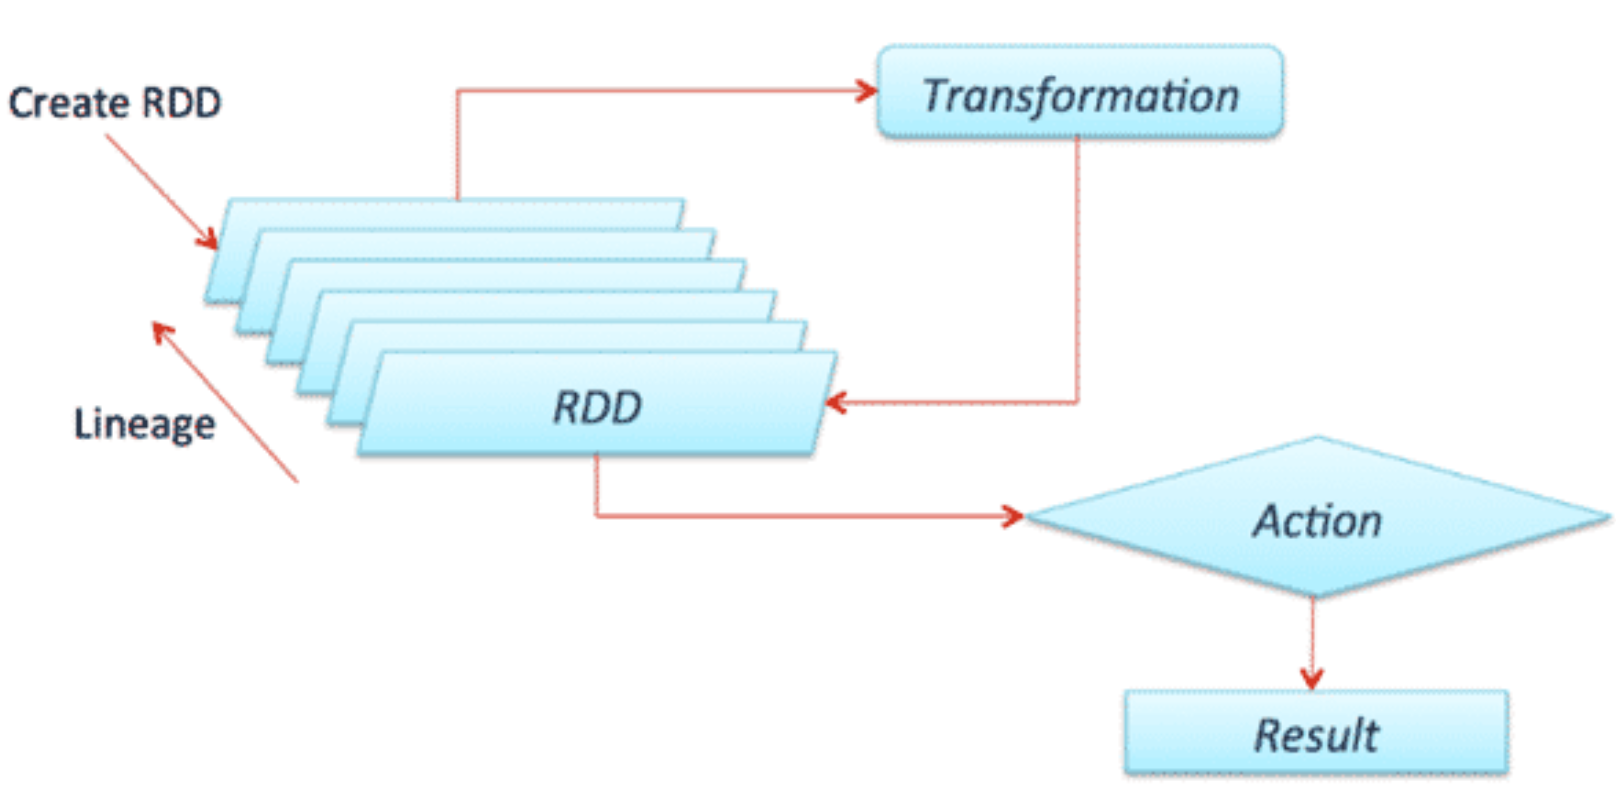 Create RDD
Transformation
RDD
Lineage
Action
Result